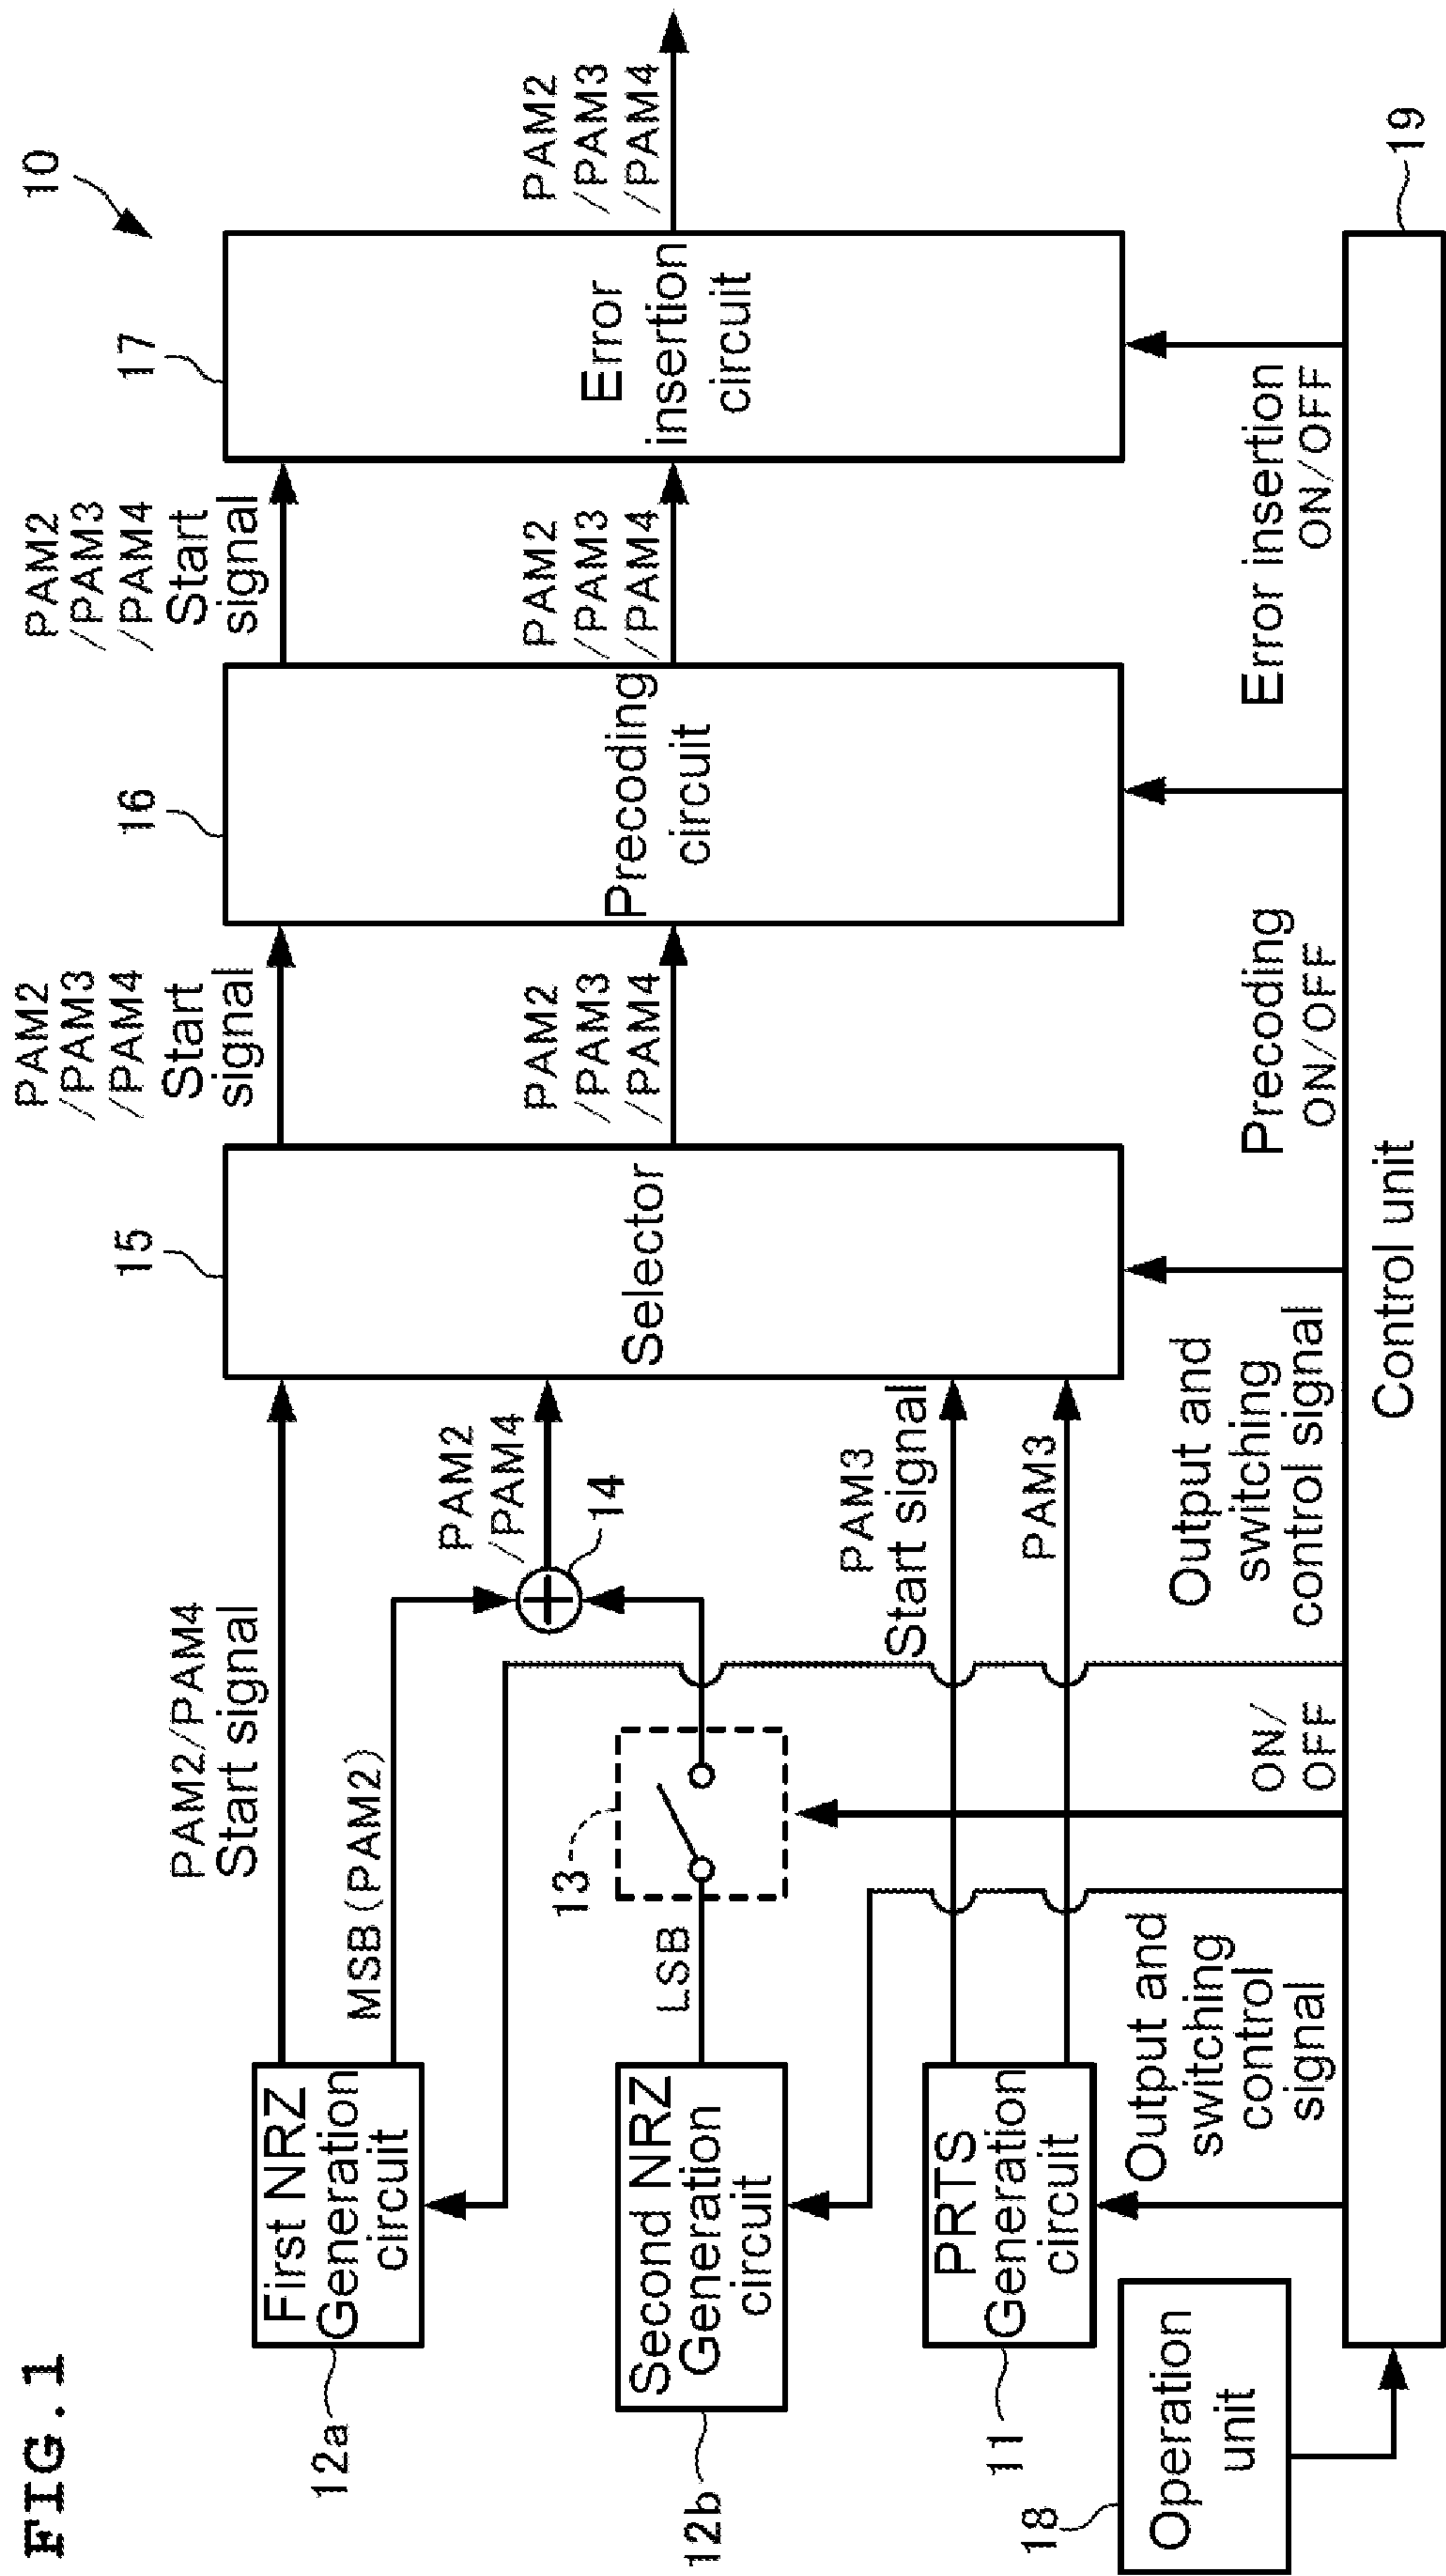 FIG.1
10
12a
First NRZ
Generation
circuit
PAM2/PAM4
Start signal
MSB(PAM2)
12b
Second NRZ
Generation
circuit
LSB
13
14
PAM2
/PAM4
11
PRTS
Generation
circuit
PAM3
Start signal
PAM3
15
Selector
PAM2
/PAM3
/PAM4
Start
signal
PAM2
/PAM3
/PAM4
16
Precoding
circuit
PAM2
/PAM3
/PAM4
Start
signal
PAM2
/PAM3
/PAM4
17
Error
insertion
circuit
PAM2
/PAM3
/PAM4
Output and
switching
control
signal
ON/
OFF
Output and
switching
control signal
Precoding
ON/OFF
Error insertion
ON/OFF
18
Operation
unit
Control unit
19